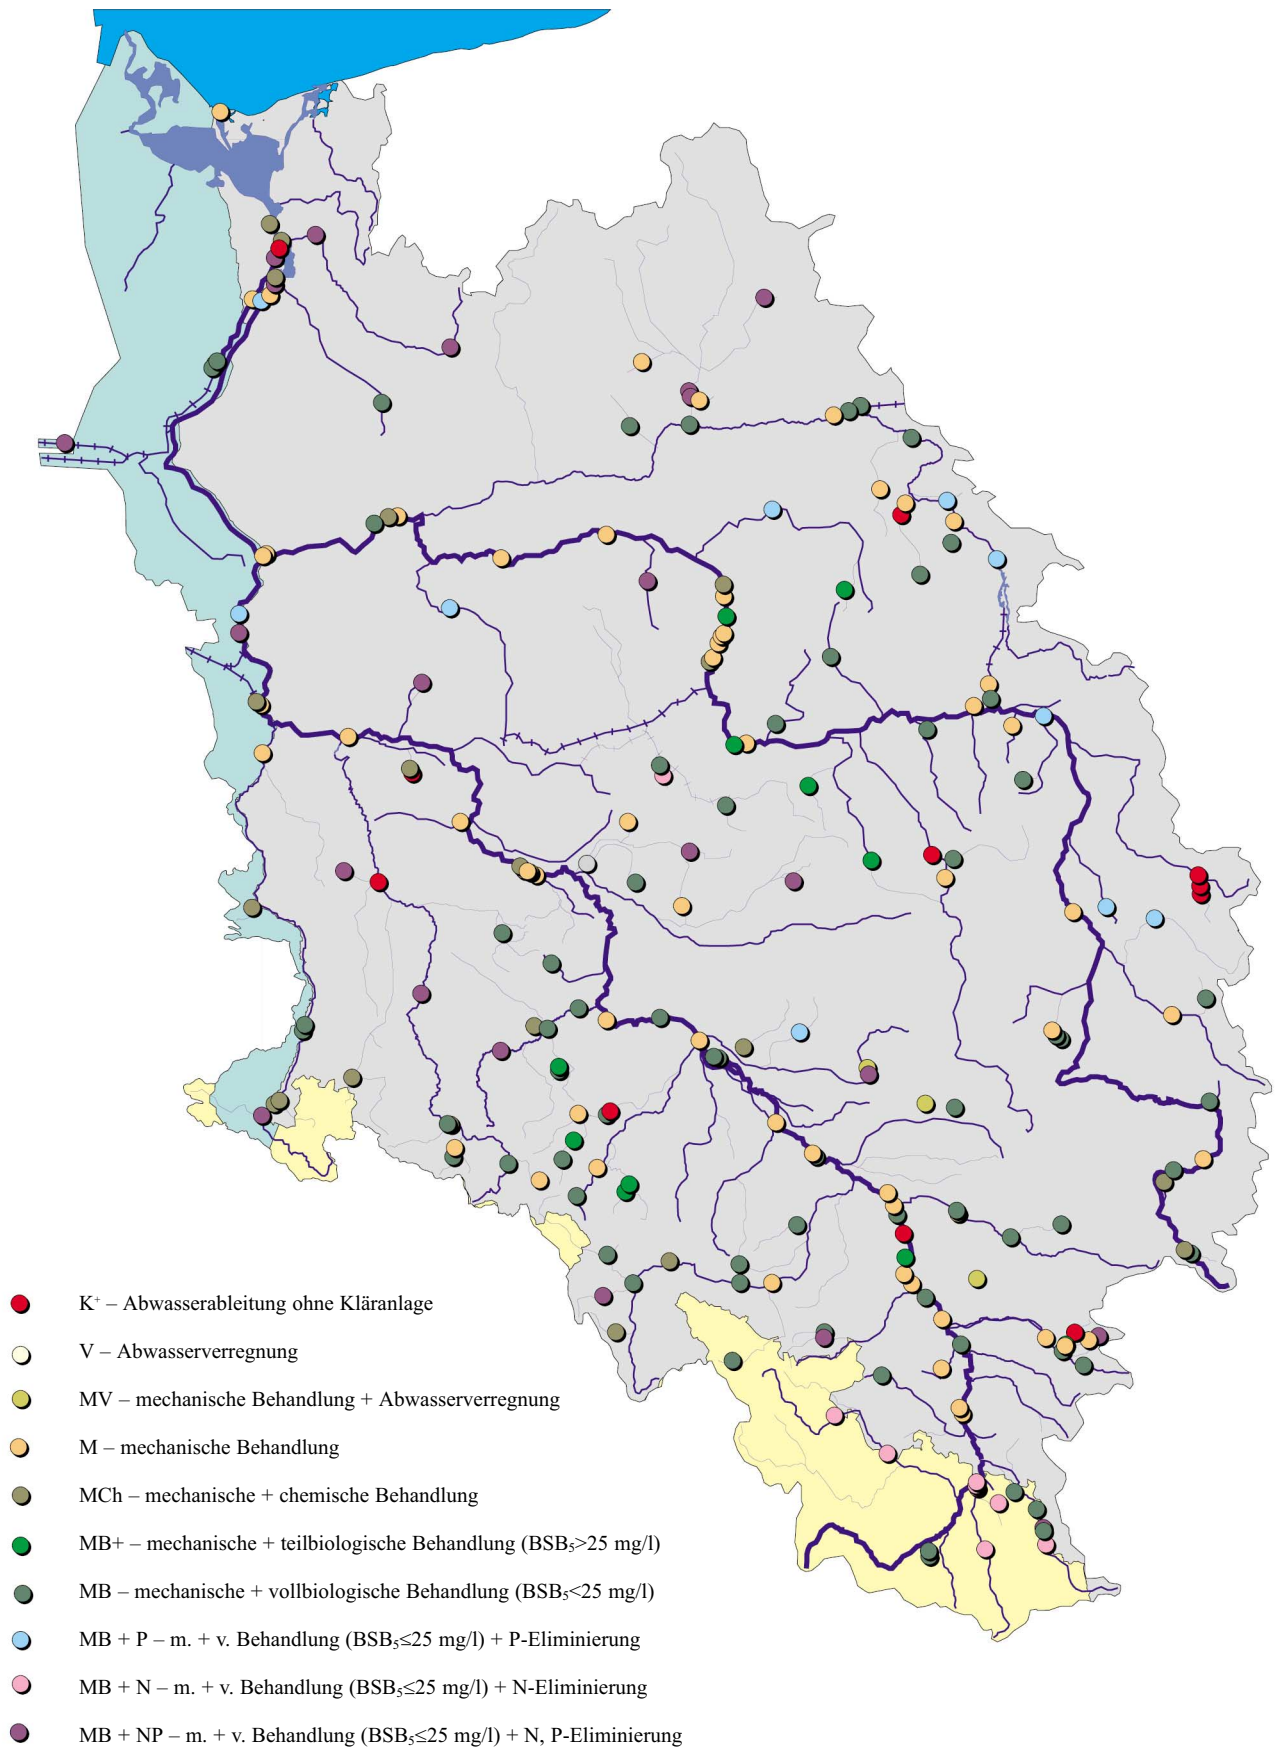 K⁺ – Abwasserableitung ohne Kläranlage
V – Abwasserverregnung
MV – mechanische Behandlung + Abwasserverregnung
M – mechanische Behandlung
MCh – mechanische + chemische Behandlung
MB+ – mechanische + teilbiologische Behandlung (BSB₅>25 mg/l)
MB – mechanische + vollbiologische Behandlung (BSB₅<25 mg/l)
MB + P – m. + v. Behandlung (BSB₅≤25 mg/l) + P-Eliminierung
MB + N – m. + v. Behandlung (BSB₅≤25 mg/l) + N-Eliminierung
MB + NP – m. + v. Behandlung (BSB₅≤25 mg/l) + N, P-Eliminierung